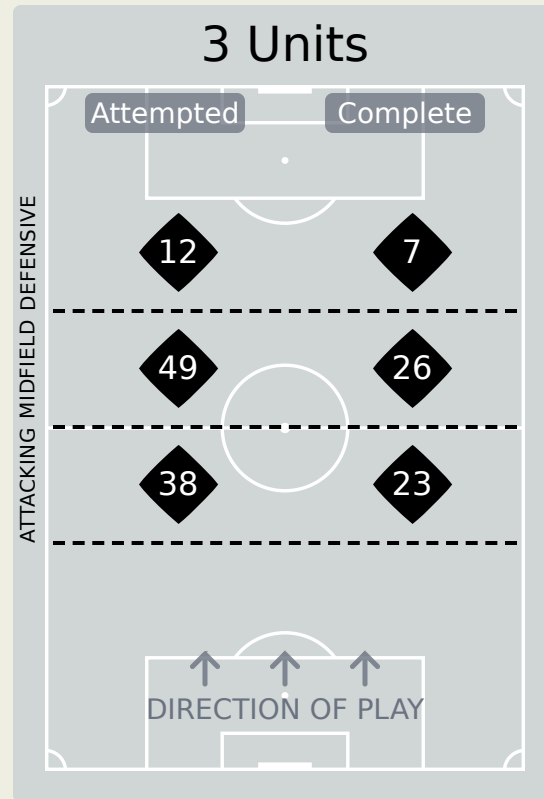 3 Units
Attempted
Complete
ATTACKING MIDFIELD DEFENSIVE
12
7
49
26
38
23
DIRECTION OF PLAY